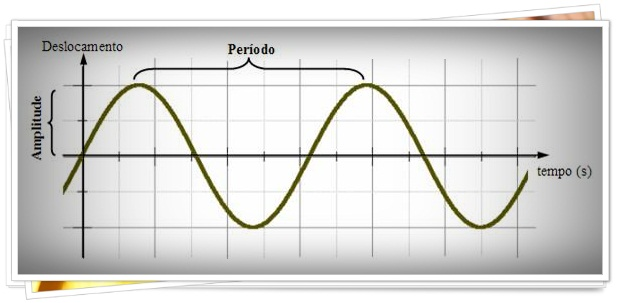 Deslocamento
Período
Amplitude
tempo (s)